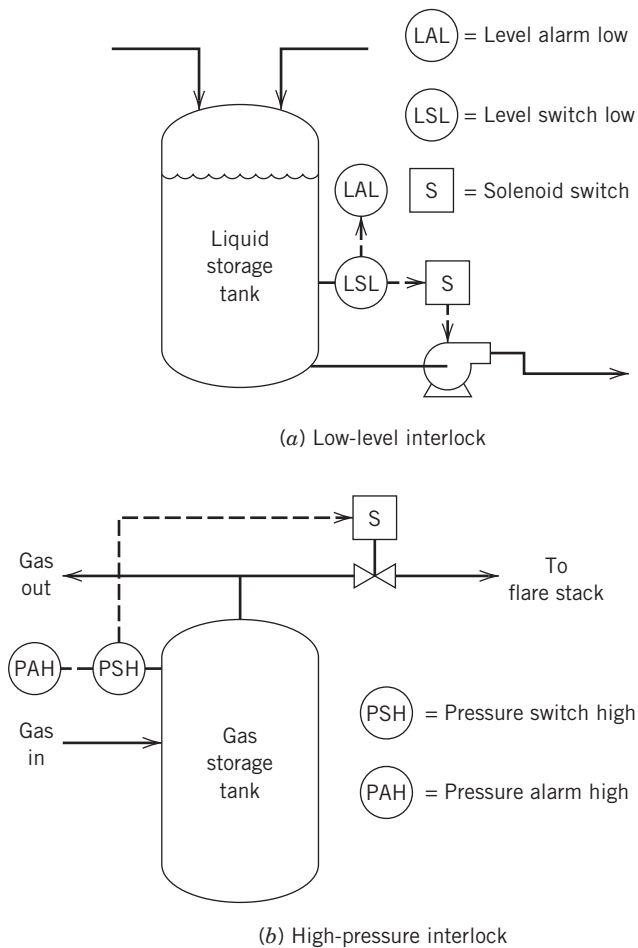 LAL = Level alarm low
LSL = Level switch low
S = Solenoid switch
LAL
Liquid
storage
tank
LSL
S
(a) Low-level interlock
S
Gas
out
To
flare stack
PAH
PSH
Gas
in
Gas
storage
tank
PSH = Pressure switch high
PAH = Pressure alarm high
(b) High-pressure interlock